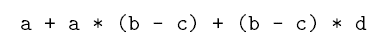 a + a * (b - c) + (b - c) * d